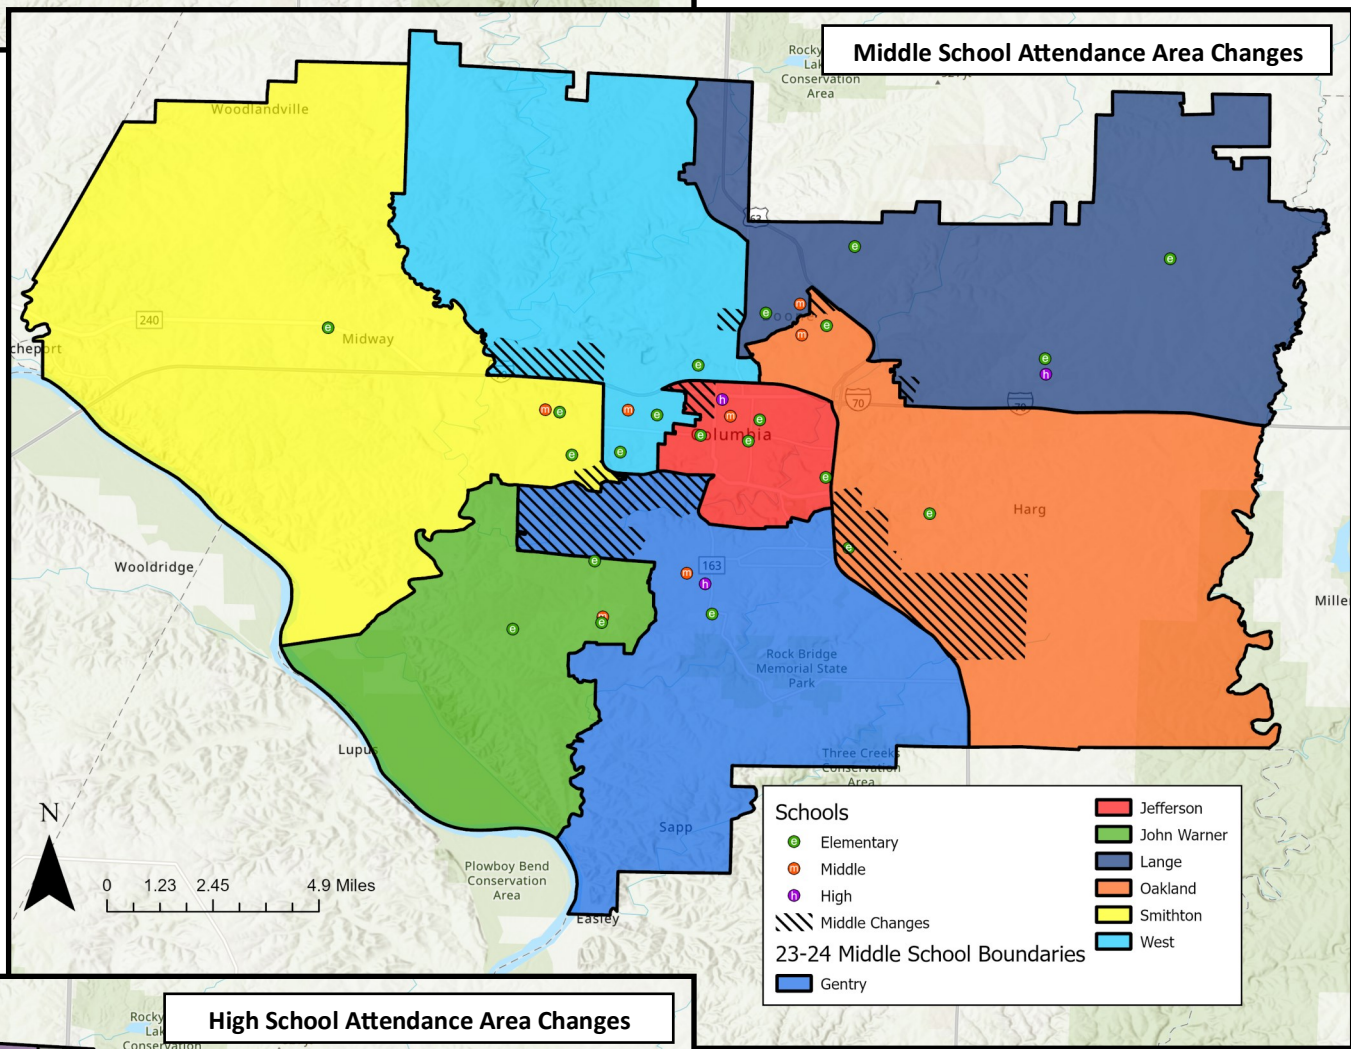 Middle School Attendance Area Changes
Rocky
Lak
Conservation
Area
Woodlandville
63
240
Midway
cheport
70
70
Columbia
Harg
Wooldridge
163
Mille
Rock Bridge
Memorial State
Park
Lupus
Three Creeks
Conservation
Area
Sapp
Plowboy Bend
Conservation
Area
Easley
N
0 1.23 2.45 4.9 Miles
Schools
e Elementary
m Middle
h High
Middle Changes
23-24 Middle School Boundaries
Gentry
Jefferson
John Warner
Lange
Oakland
Smithton
West
Rocky
Lak
Conservation
High School Attendance Area Changes